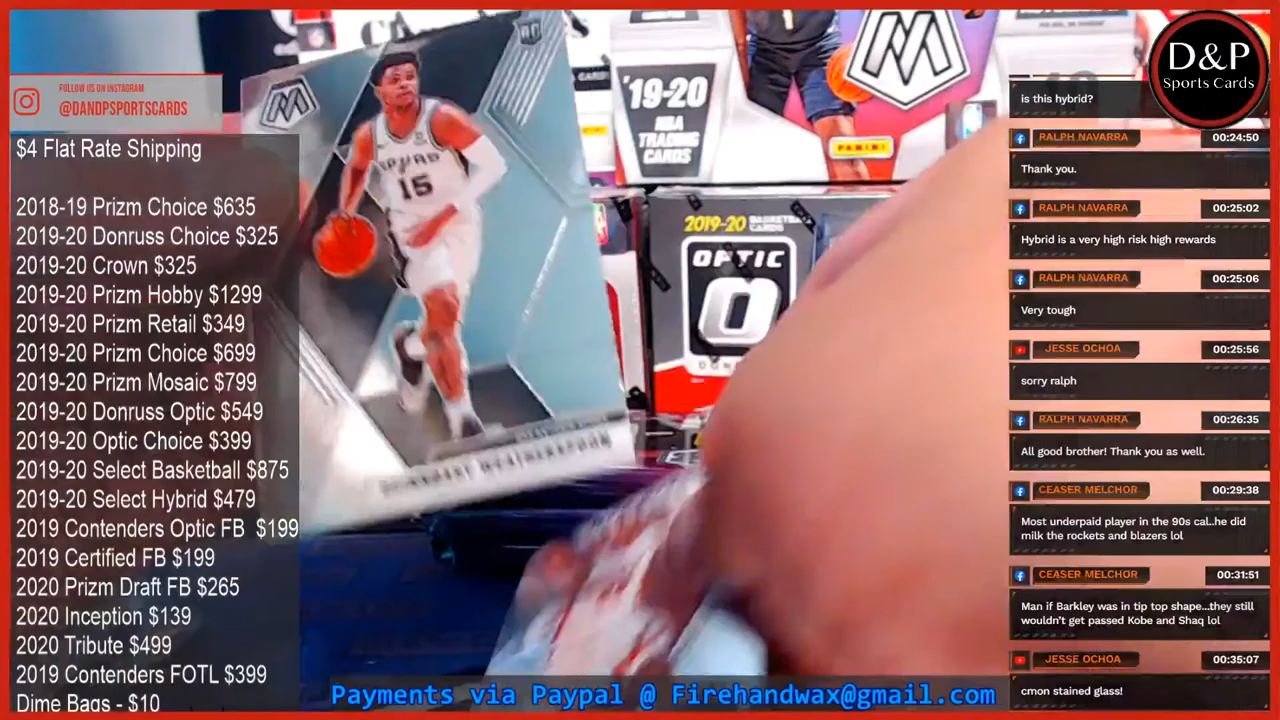 FOLLOW US ON INSTAGRAM
@DANDPSPORTSCARDS
$4 Flat Rate Shipping
2018-19 Prizm Choice $635
2019-20 Donruss Choice $325
2019-20 Crown $325
2019-20 Prizm Hobby $1299
2019-20 Prizm Retail $349
2019-20 Prizm Choice $699
2019-20 Prizm Mosaic $799
2019-20 Donruss Optic $549
2019-20 Optic Choice $399
2019-20 Select Basketball $875
2019-20 Select Hybrid $479
2019 Contenders Optic FB $199
2019 Certified FB $199
2020 Prizm Draft FB $265
2020 Inception $139
2020 Tribute $499
2019 Contenders FOTL $399
Dime Bags - $10
RC
M
15
'19-20
NBA
TRADING
CARDS
M
PANINI
2019-20 BASKETBALL
CARDS
OPTIC
O
D&P
Sports Cards
is this hybrid?
RALPH NAVARRA 00:24:50
Thank you.
RALPH NAVARRA 00:25:02
Hybrid is a very high risk high rewards
RALPH NAVARRA 00:25:06
Very tough
JESSE OCHOA 00:25:56
sorry ralph
RALPH NAVARRA 00:26:35
All good brother! Thank you as well.
CEASER MELCHOR 00:29:38
Most underpaid player in the 90s cal..he did
milk the rockets and blazers lol
CEASER MELCHOR 00:31:51
Man if Barkley was in tip top shape...they still
wouldn't get passed Kobe and Shaq lol
JESSE OCHOA 00:35:07
cmon stained glass!
Payments via Paypal @ Firehandwax@gmail.com